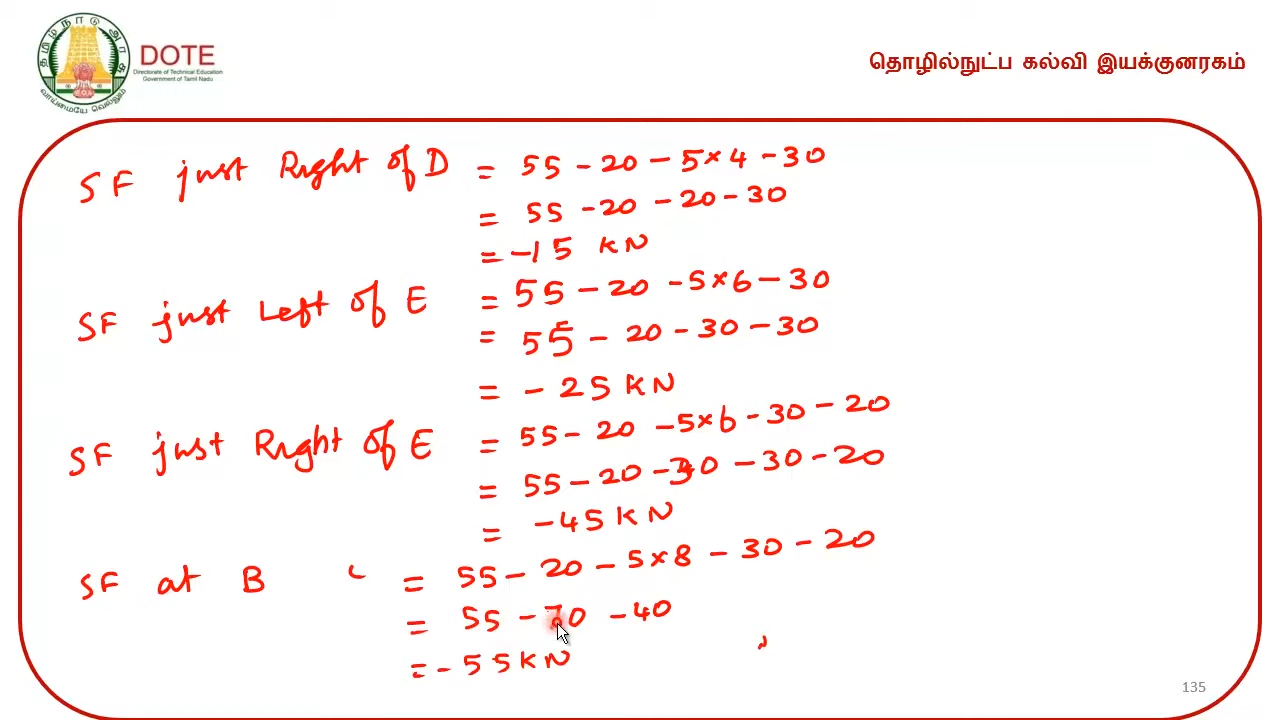 தமிழ்நாடு அரசு
வாய்மையே வெல்லும்
DOTE
Directorate of Technical Education
Government of Tamil Nadu
தொழில்நுட்ப கல்வி இயக்குனரகம்
SF just Right of D = 55 - 20 - 5×4 - 30
= 55 - 20 - 20 - 30
= -15 KN
SF just Left of E = 55 - 20 - 5×6 - 30
= 55 - 20 - 30 - 30
= - 25 KN
SF just Right of E = 55 - 20 - 5×6 - 30 - 20
= 55 - 20 - 30 - 30 - 20
= -45 KN
SF at B = 55 - 20 - 5×8 - 30 - 20
= 55 - 70 - 40
= - 55 KN
135